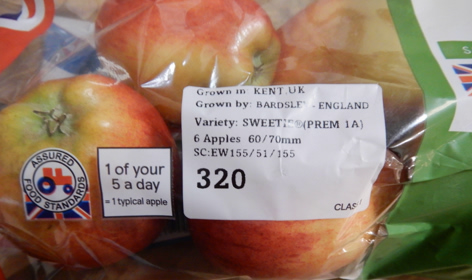 Grown in: KENT.UK
Grown by: BARDSLEY - ENGLAND
Variety: SWEETIE®(PREM 1A)
6 Apples 60/70mm
SC:EW155/51/155
320
CLASS
ASSURED
FOOD STANDARDS
1 of your
5 a day
= 1 typical apple